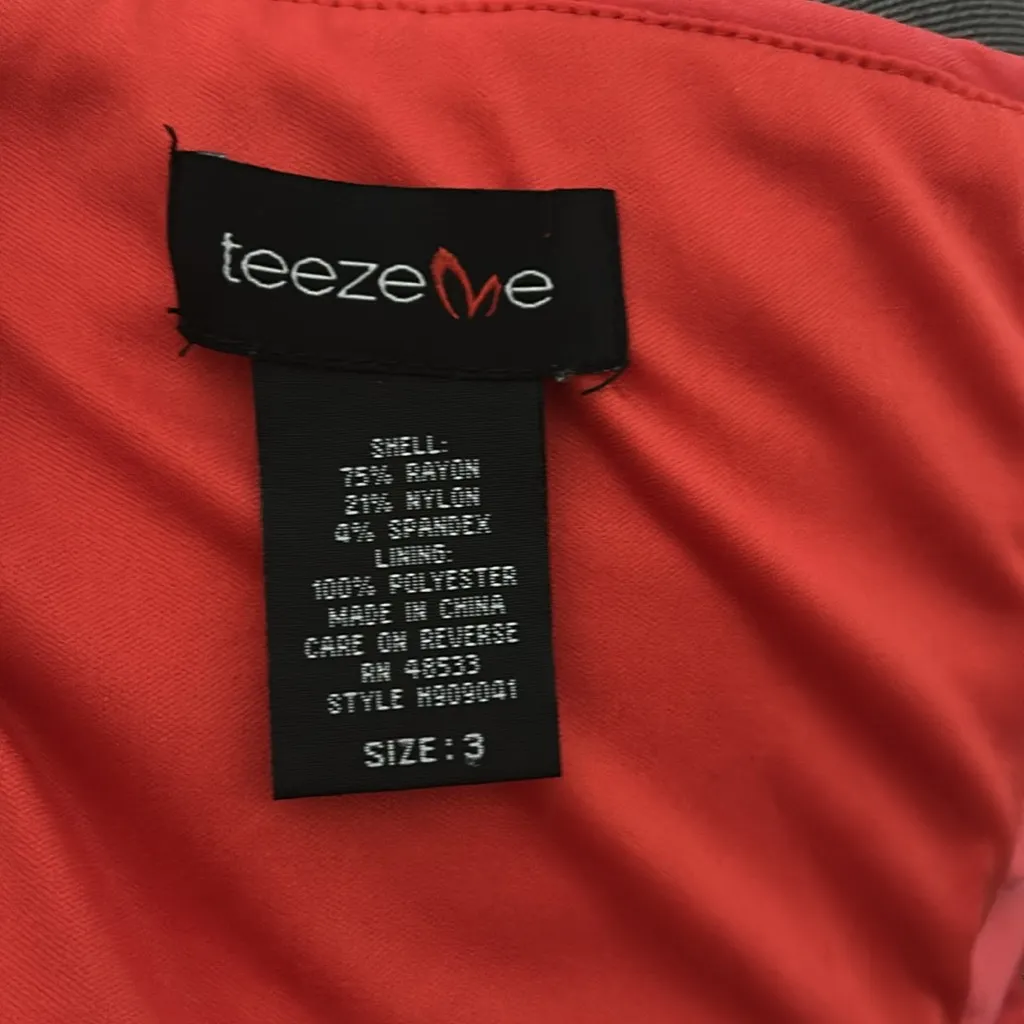 teezeme
SHELL:
75% RAYON
21% NYLON
4% SPANDEX
LINING:
100% POLYESTER
MADE IN CHINA
CARE ON REVERSE
RN 48533
STYLE M909041
SIZE: 3